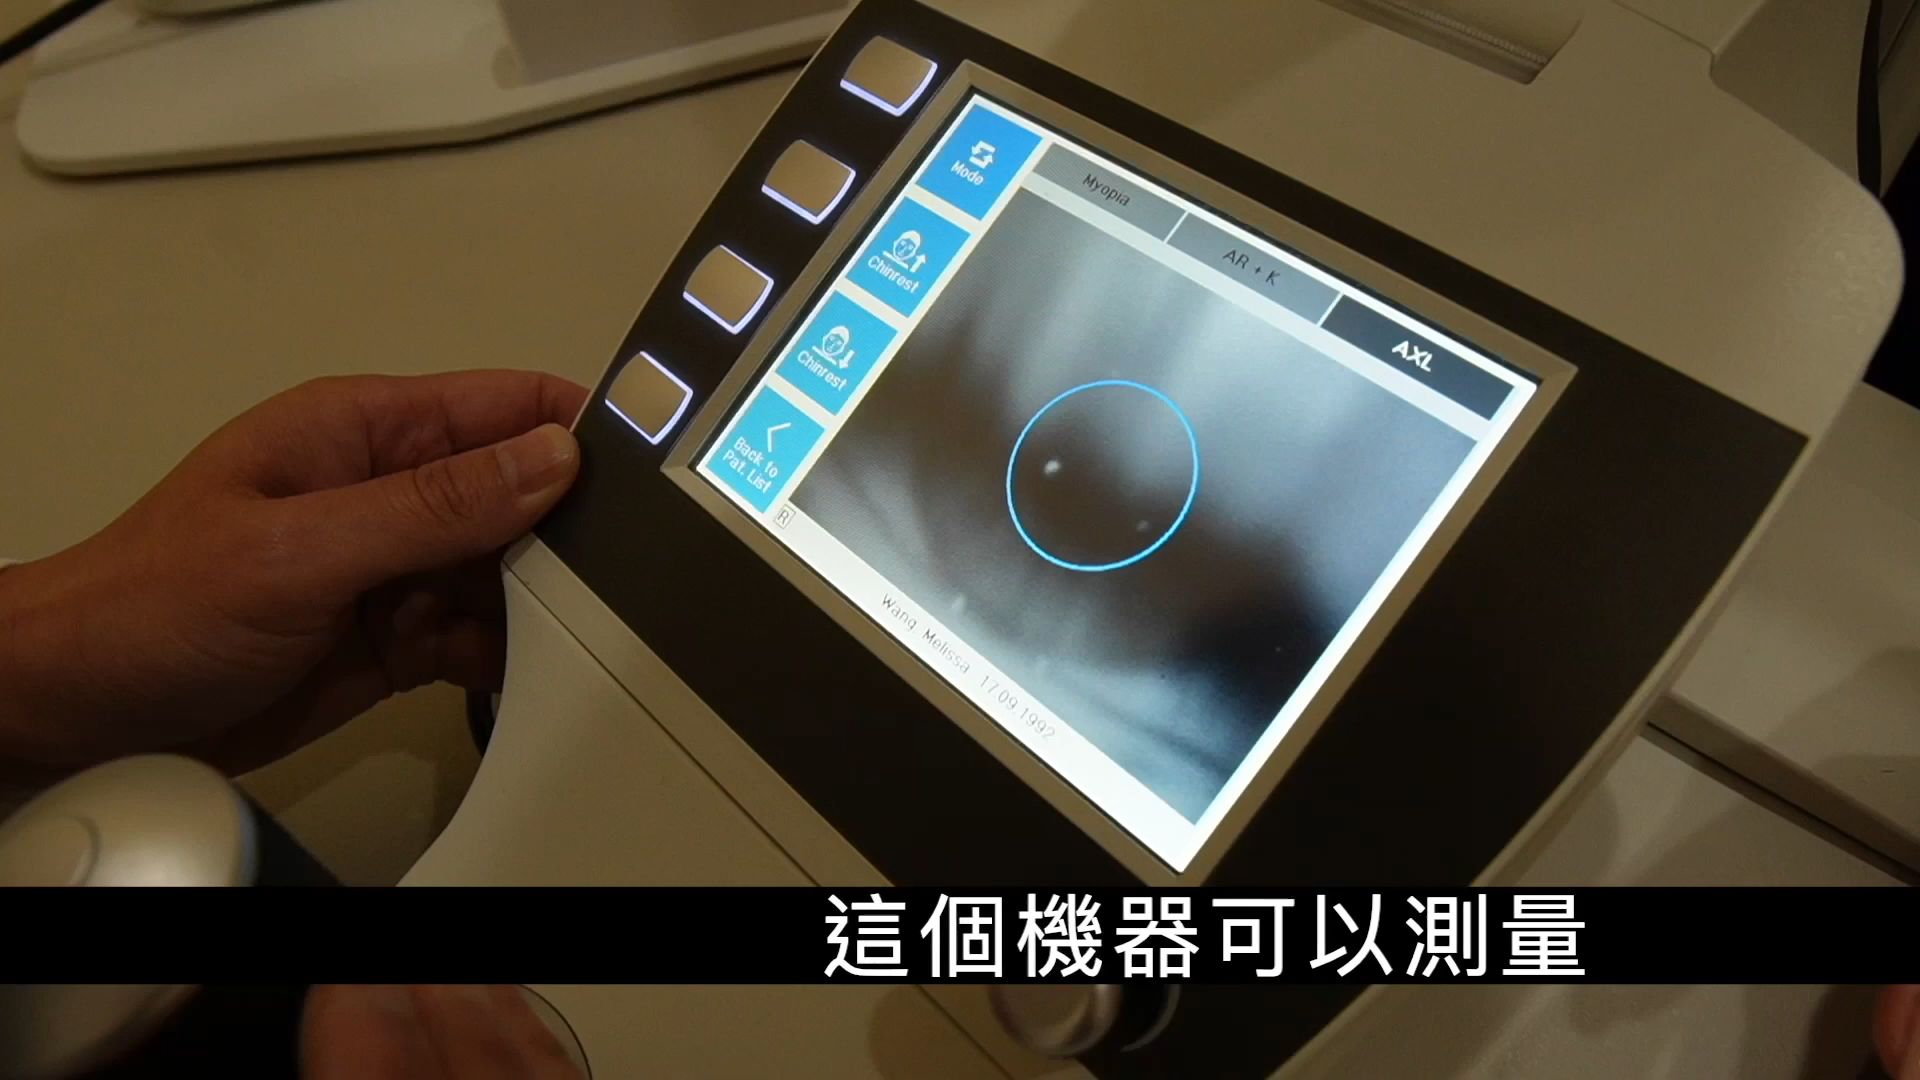 Mode
Myopia
AR + K
AXL
Chinrest
Chinrest
Back to
Pat. List
R
Wang, Melissa 17.09.1992
這個機器可以測量